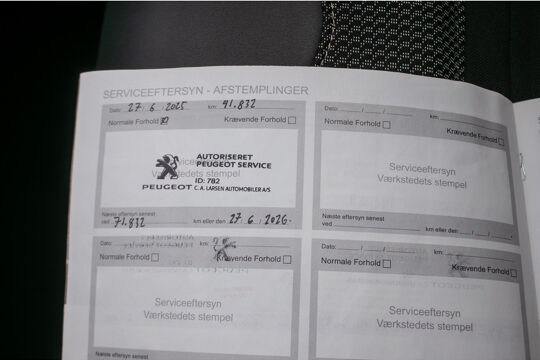 SERVICEEFTERSYN - AFSTEMPLINGER
Dato: 27.6.2025 km: 41.832
Normale Forhold Krævende Forhold
AUTORISERET
PEUGEOT SERVICE
ID: 782
PEUGEOT C. A. LARSEN AUTOMOBILER A/S
Næste eftersyn senest
ved 71.832 km eller den 27.6.2026-
Dato: km:
Normale Forhold Krævende Forhold
Serviceeftersyn
Værkstedets stempel
Næste eftersyn senest
ved km eller den
Dato: km:
Normale Forhold Krævende Forhold
Serviceeftersyn
Værkstedets stempel
Næste eftersyn senest
Dato: km:
Normale Forhold Krævende Forhold
Serviceeftersyn
Værkstedets stempel